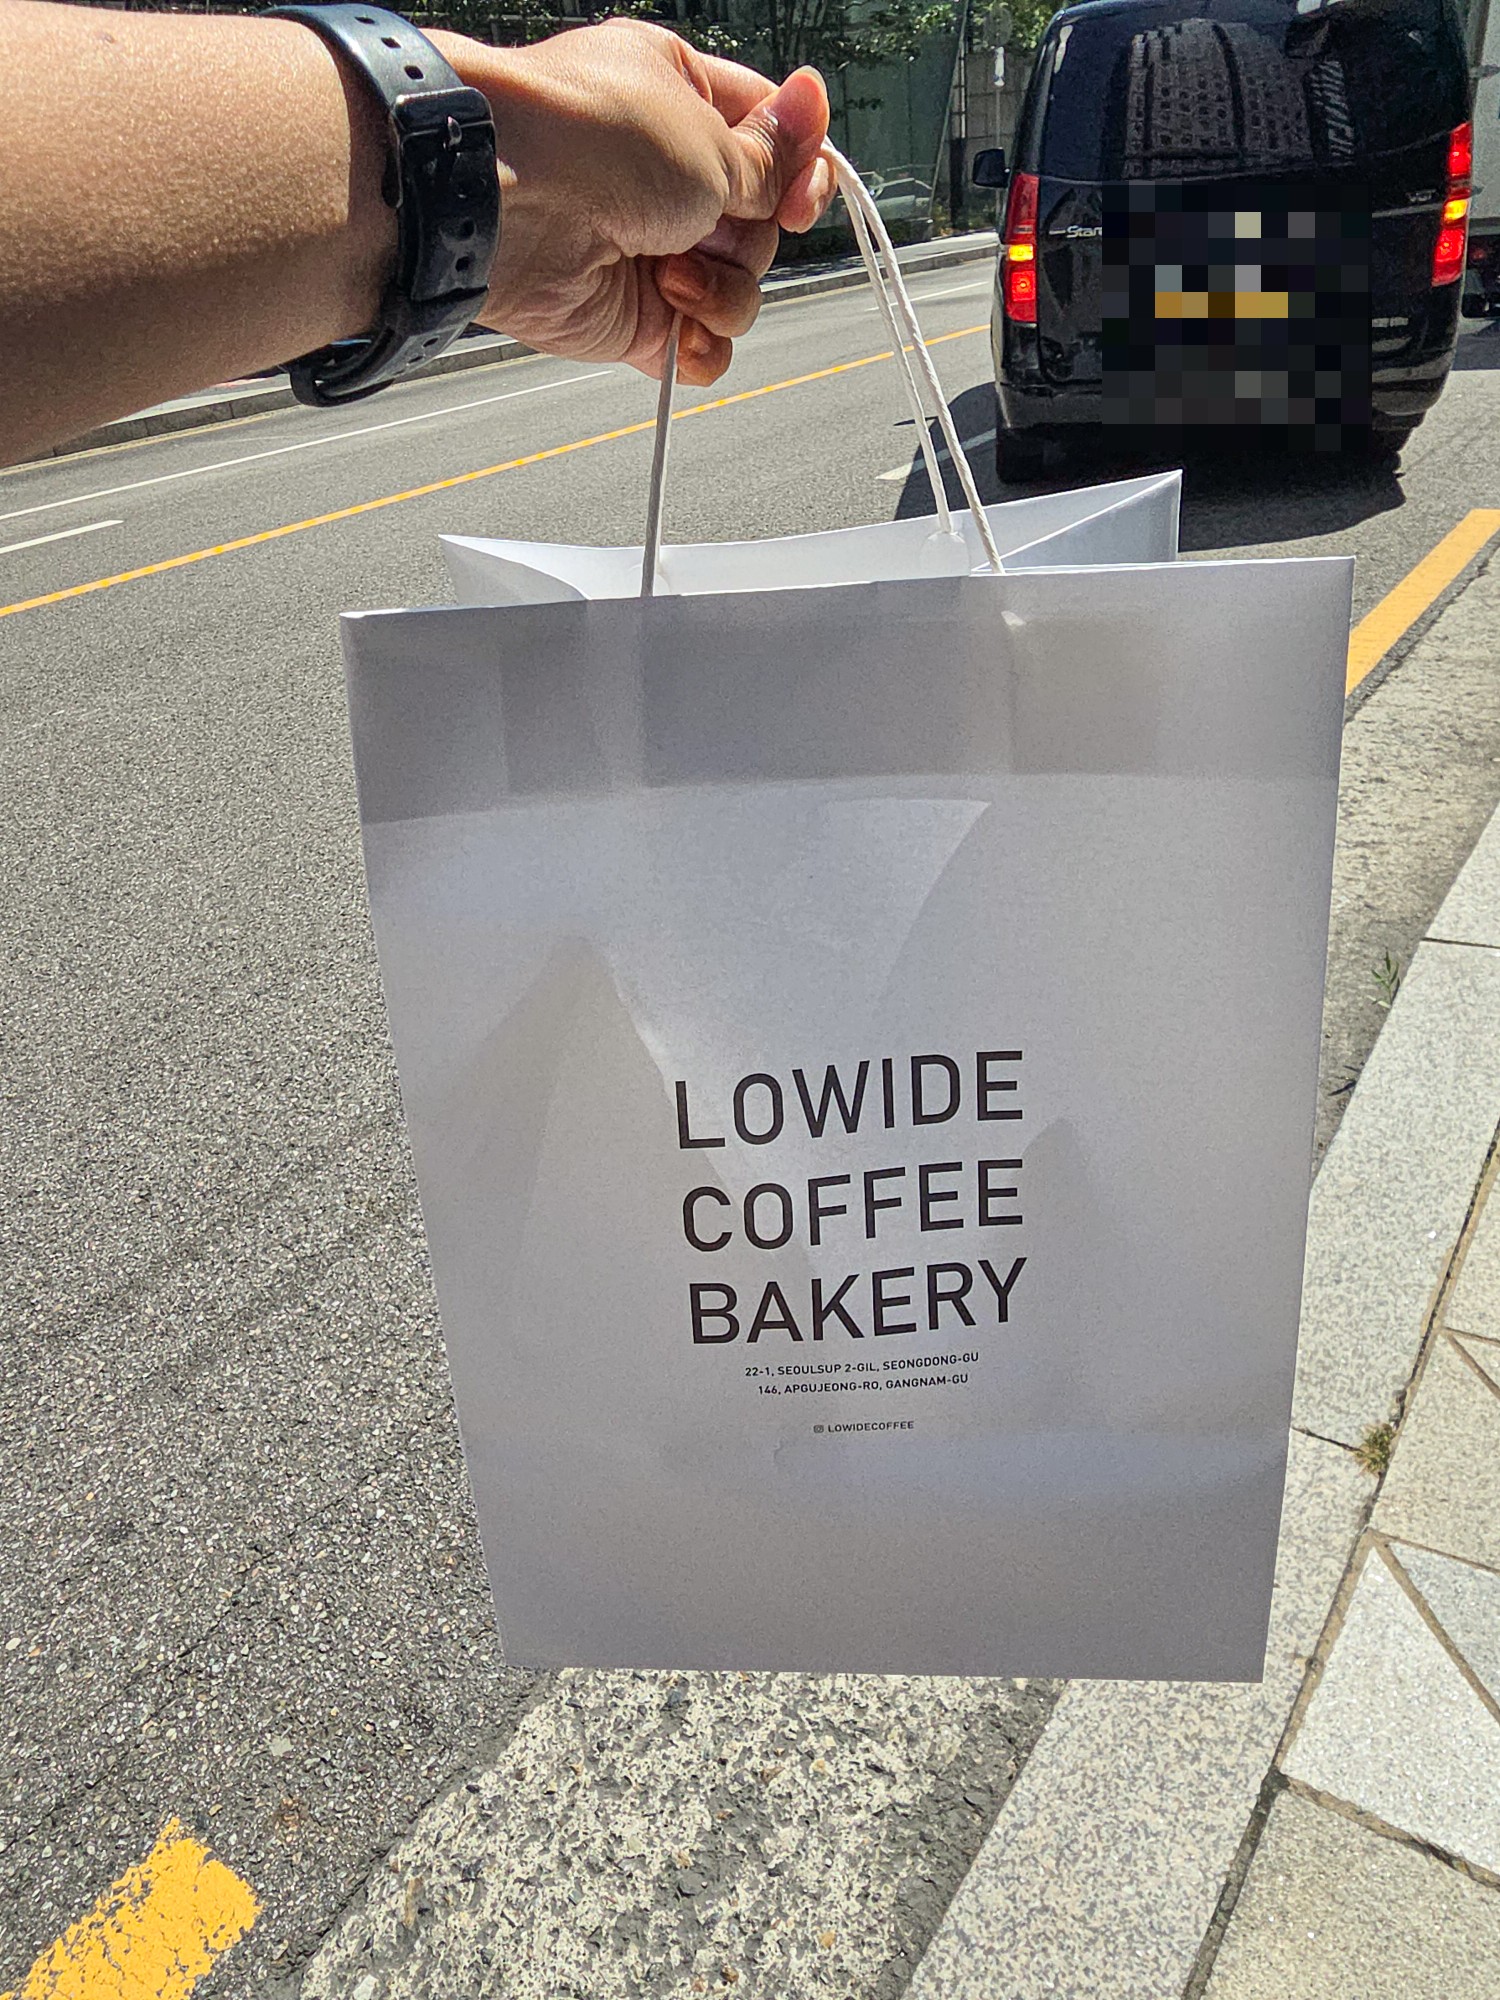 LOWIDE
COFFEE
BAKERY
22-1, SEOULSUP 2-GIL, SEONGDONG-GU
146, APGUJEONG-RO, GANGNAM-GU
LOWIDECOFFEE